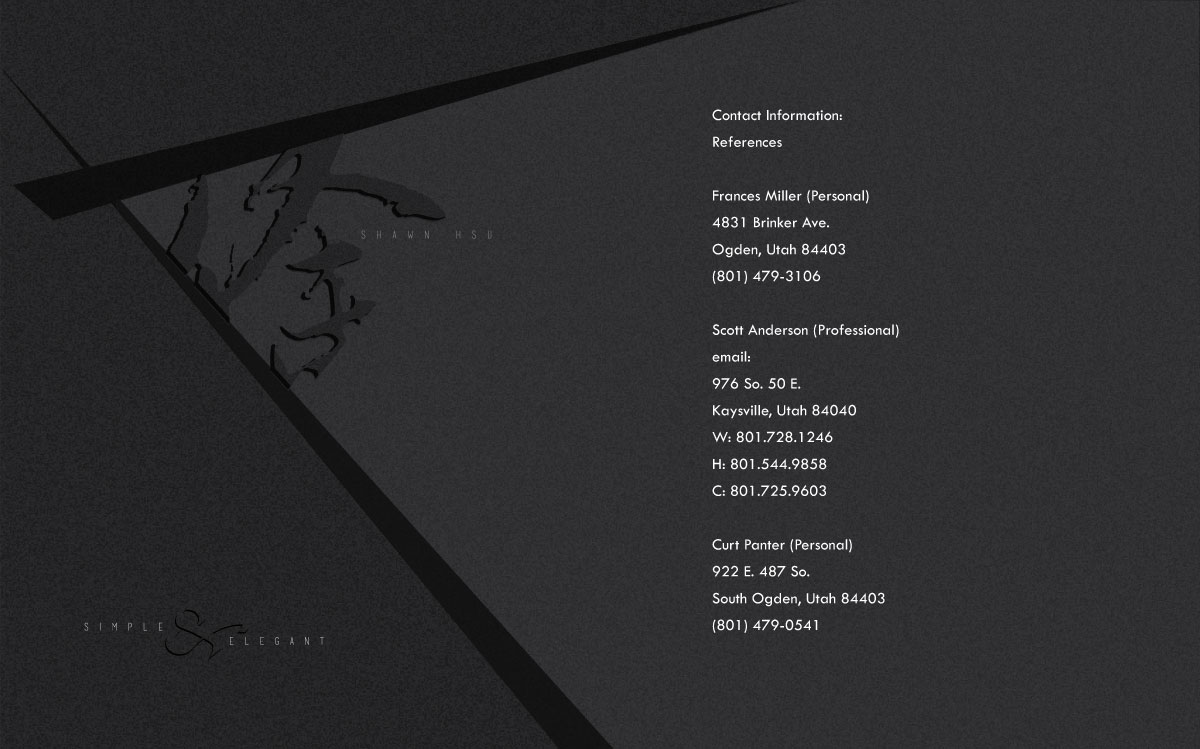 Contact Information:
References
Frances Miller (Personal)
4831 Brinker Ave.
Ogden, Utah 84403
(801) 479-3106
Scott Anderson (Professional)
email:
976 So. 50 E.
Kaysville, Utah 84040
W: 801.728.1246
H: 801.544.9858
C: 801.725.9603
Curt Panter (Personal)
922 E. 487 So.
South Ogden, Utah 84403
(801) 479-0541
SHAWN HSU
SIMPLE & ELEGANT